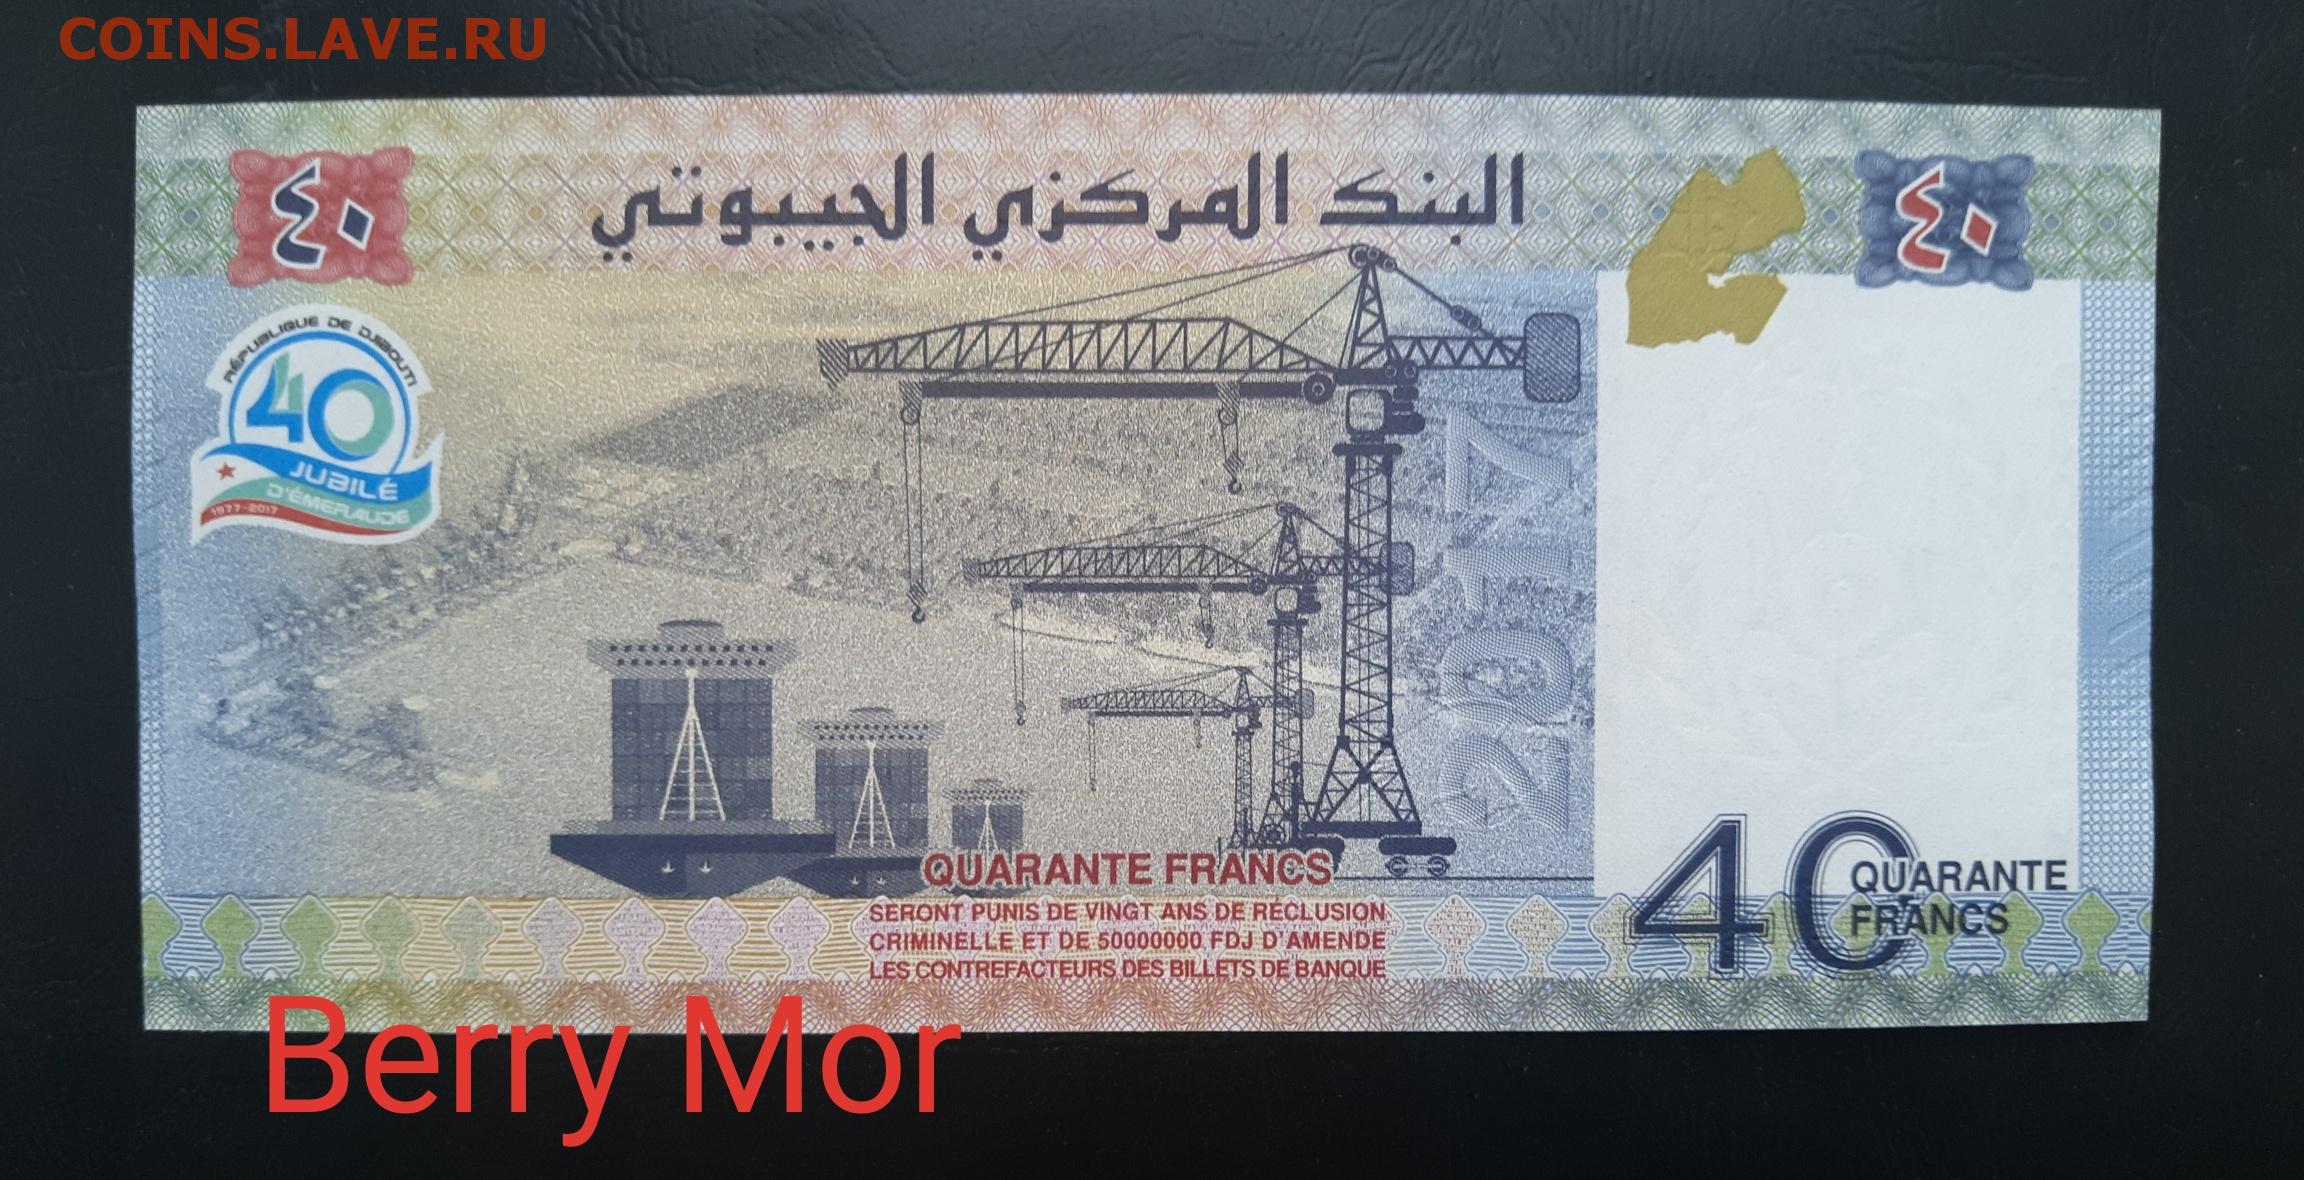 COINS.LAVE.RU
٤٠
البنك المركزي الجيبوتي
٤٠
RÉPUBLIQUE DE DJIBOUTI
40
JUBILÉ
D'ÉMERAUDE
1977-2017
2017
QUARANTE FRANCS
SERONT PUNIS DE VINGT ANS DE RÉCLUSION
CRIMINELLE ET DE 50000000 FDJ D'AMENDE
LES CONTREFACTEURS DES BILLETS DE BANQUE
40
QUARANTE
FRANCS
Berry Mor